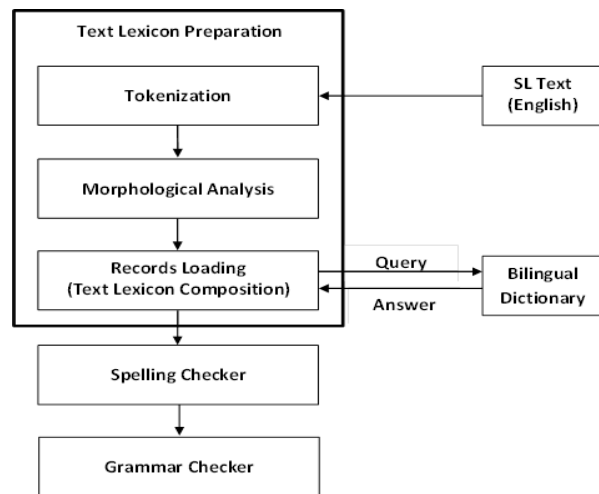 Text Lexicon Preparation
Tokenization
SL Text
(English)
Morphological Analysis
Records Loading
(Text Lexicon Composition)
Query
Answer
Bilingual
Dictionary
Spelling Checker
Grammar Checker